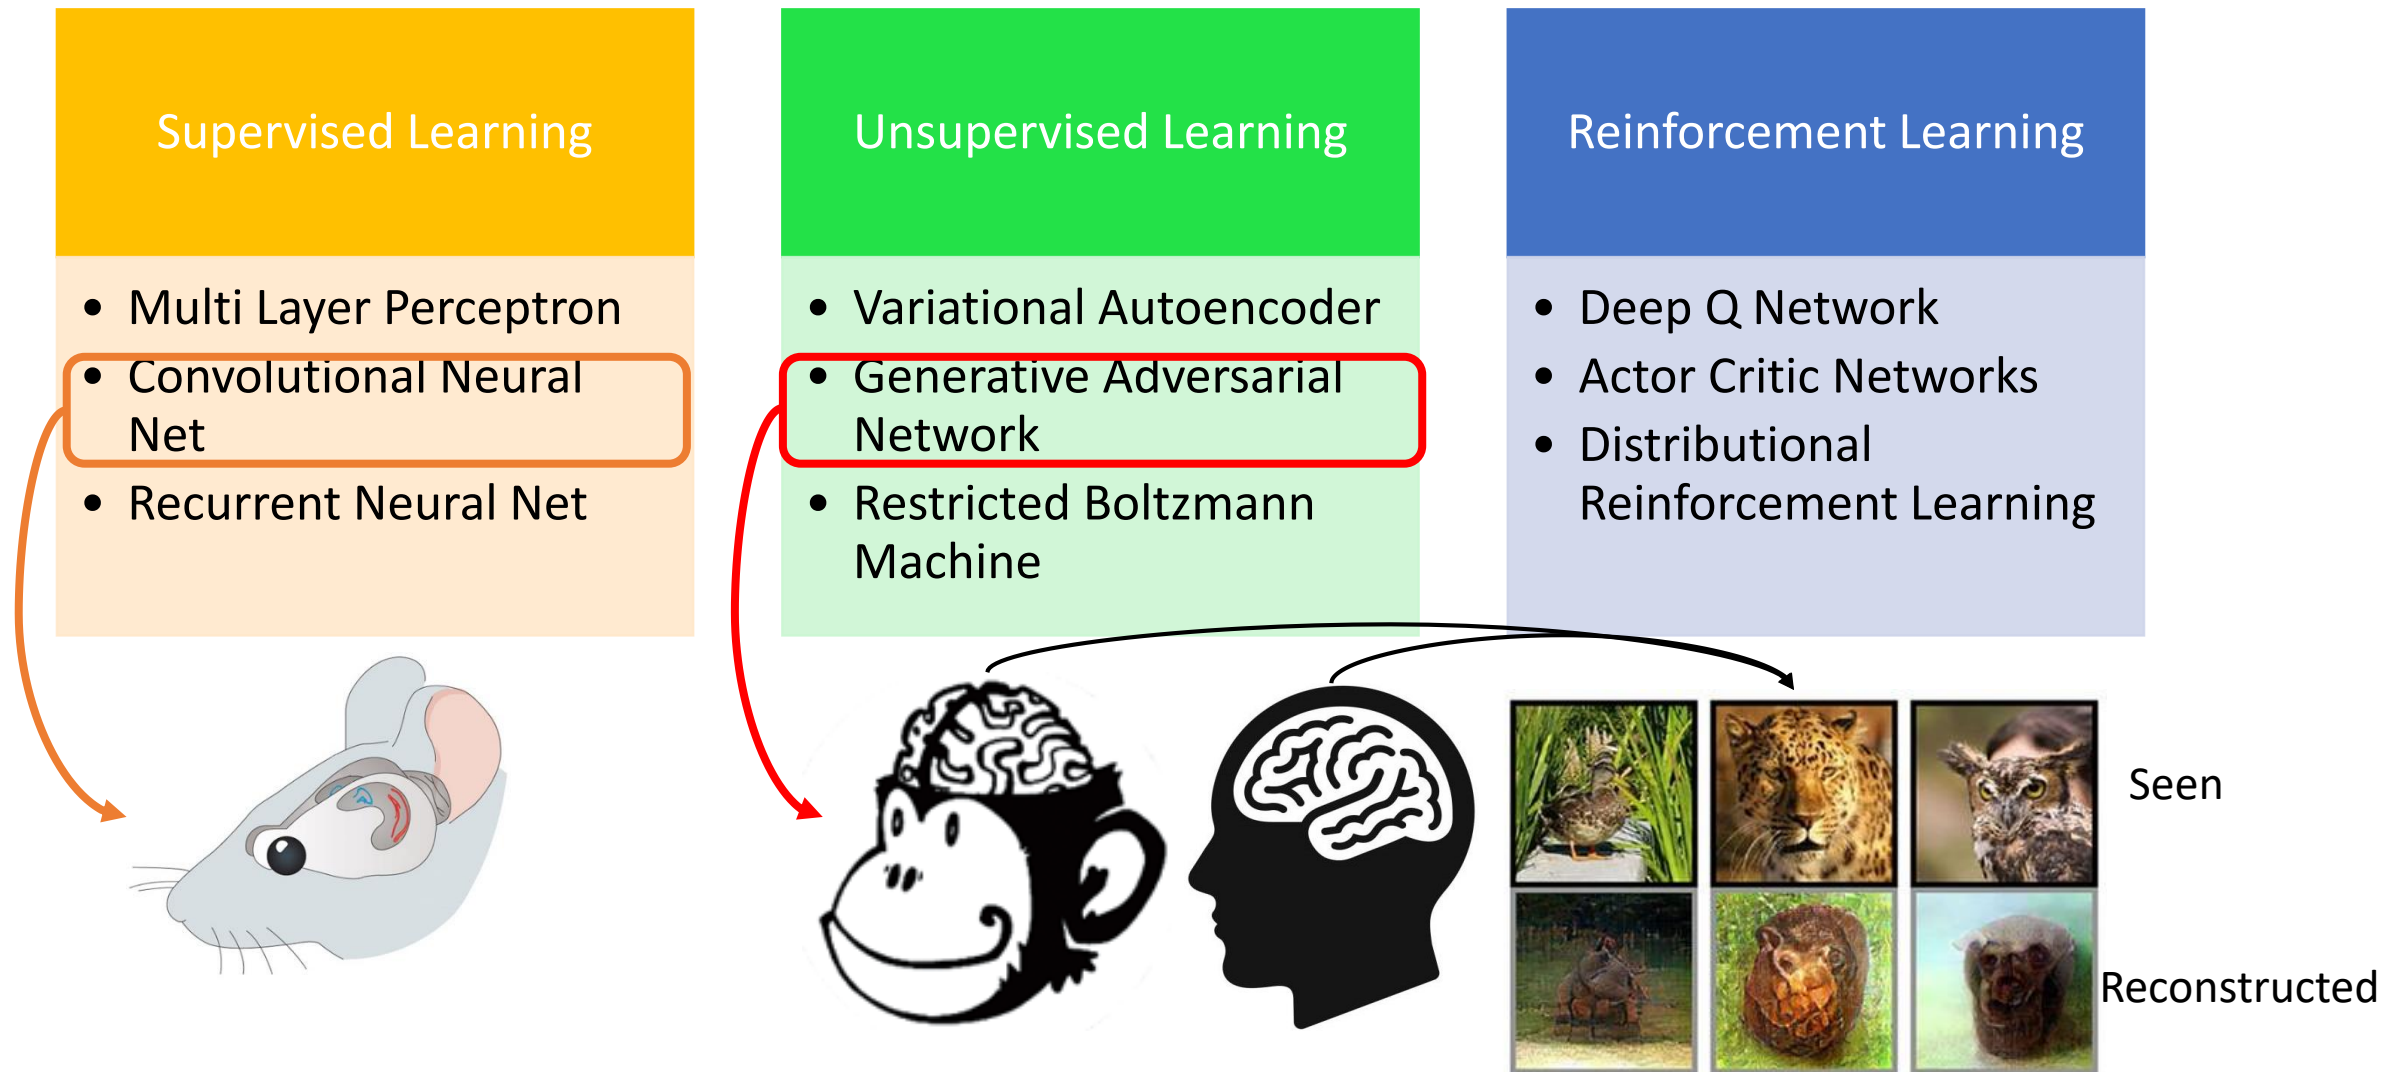 Supervised Learning
• Multi Layer Perceptron
• Convolutional Neural
Net
• Recurrent Neural Net
Unsupervised Learning
• Variational Autoencoder
• Generative Adversarial
Network
• Restricted Boltzmann
Machine
Reinforcement Learning
• Deep Q Network
• Actor Critic Networks
• Distributional
Reinforcement Learning
Seen
Reconstructed